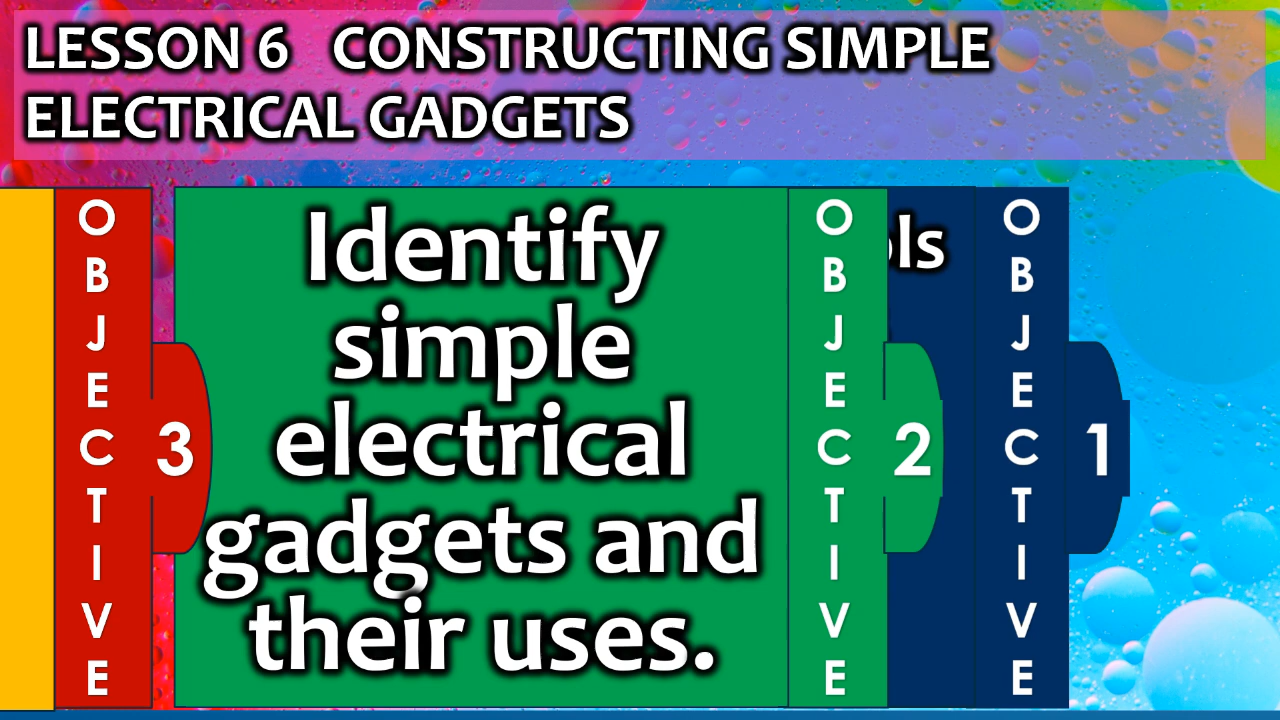 LESSON 6 CONSTRUCTING SIMPLE
ELECTRICAL GADGETS
OBJECTIVE
3
Identify
simple
electrical
gadgets and
their uses.
OBJECTIVE
2
OBJECTIVE
1